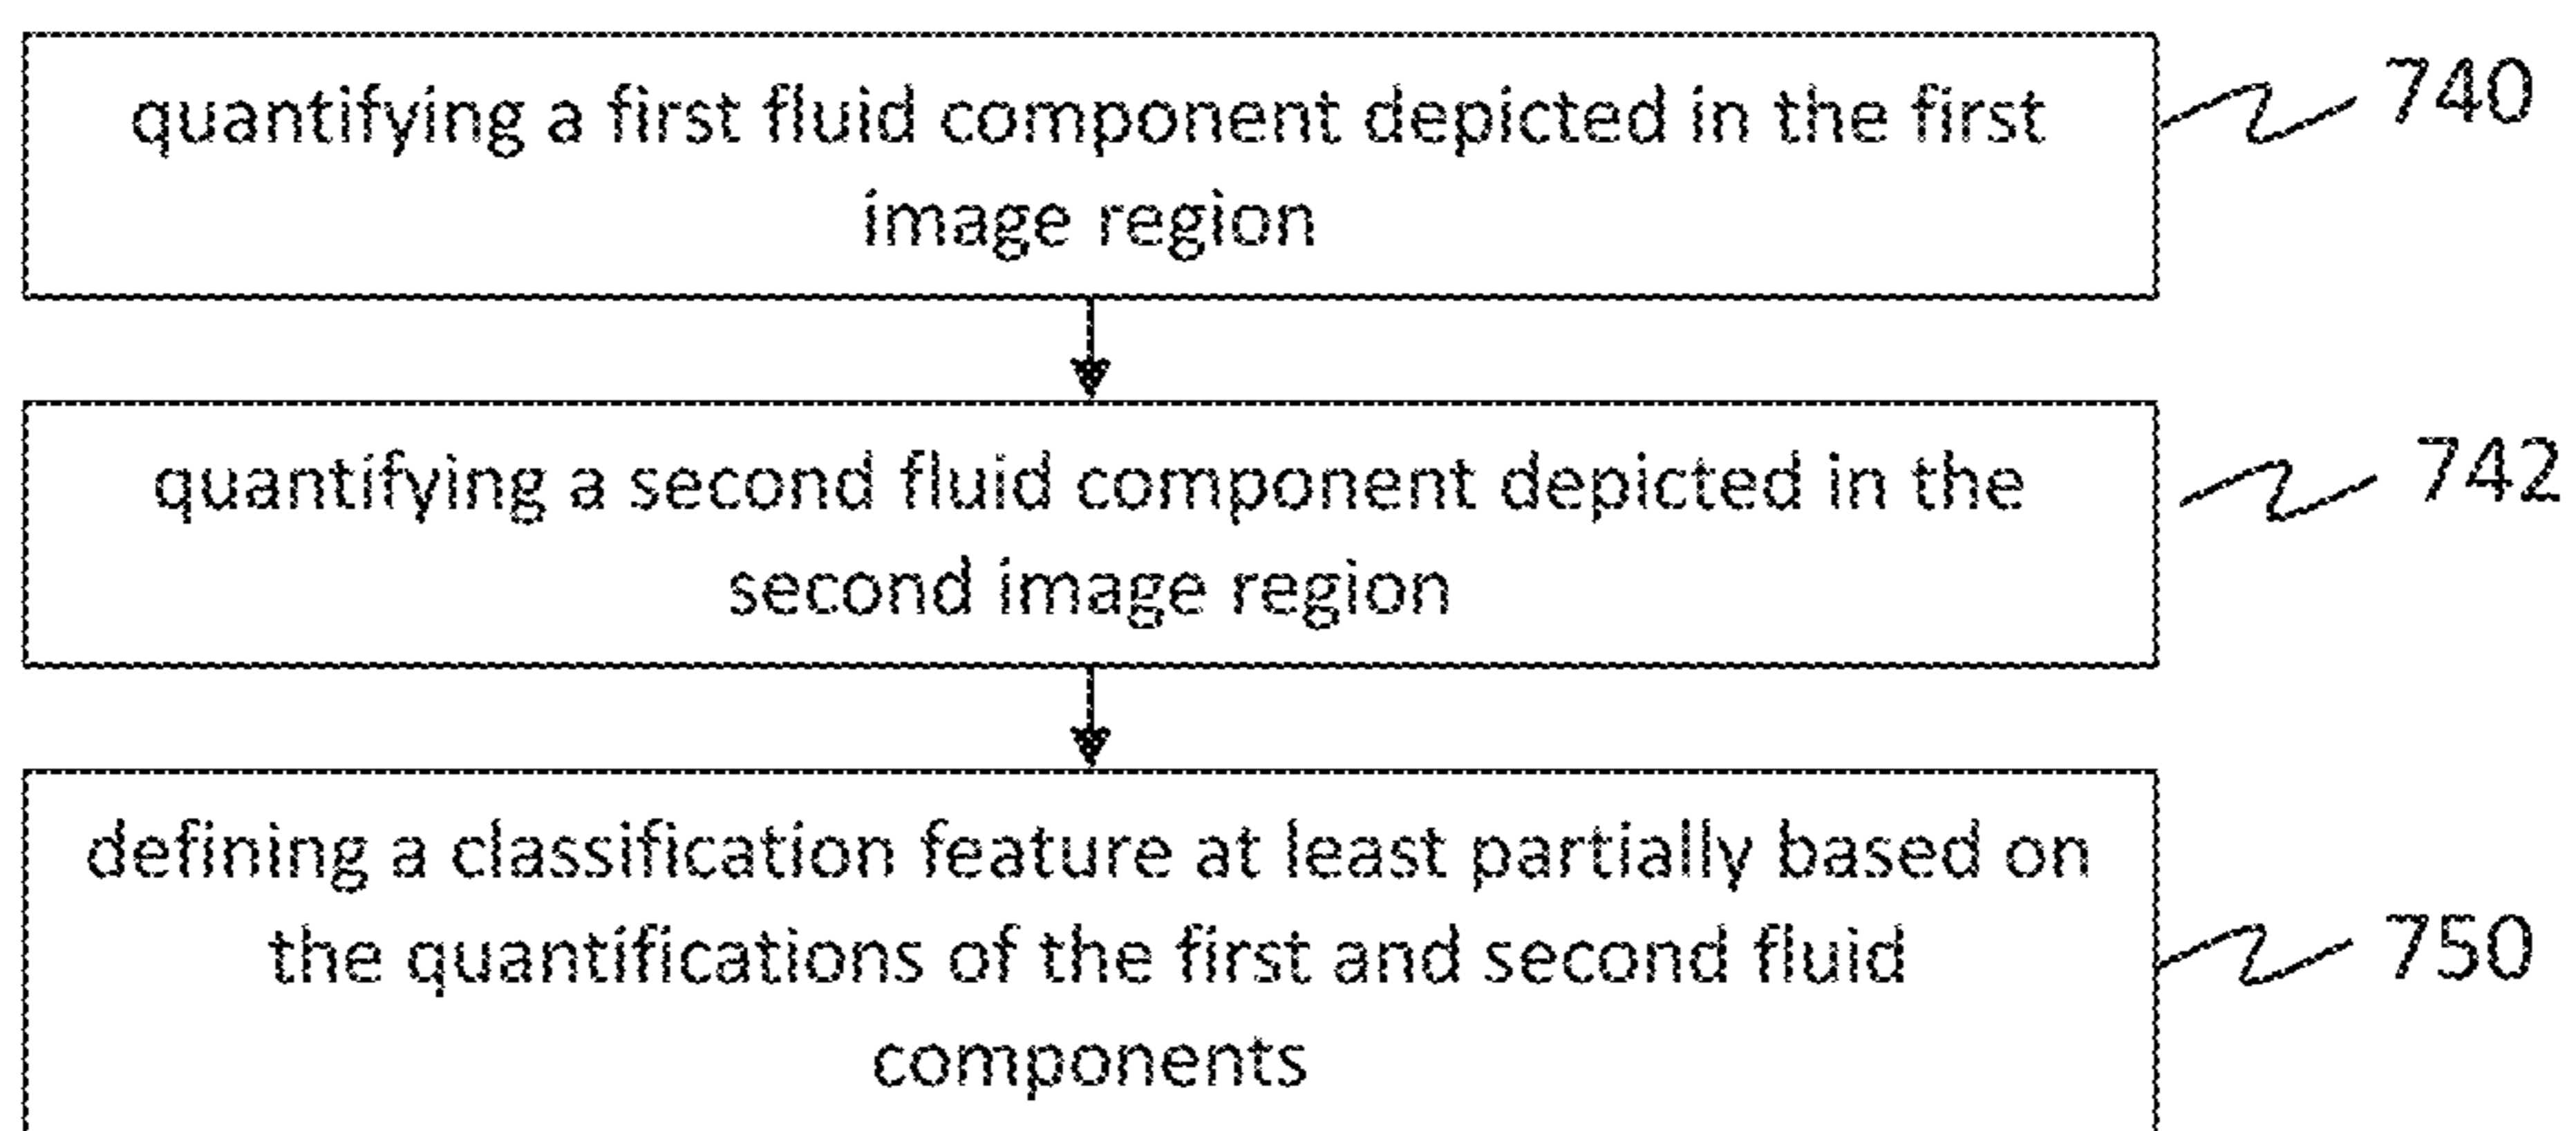 quantifying a first fluid component depicted in the first
image region
740
quantifying a second fluid component depicted in the
second image region
742
defining a classification feature at least partially based on
the quantifications of the first and second fluid
components
750